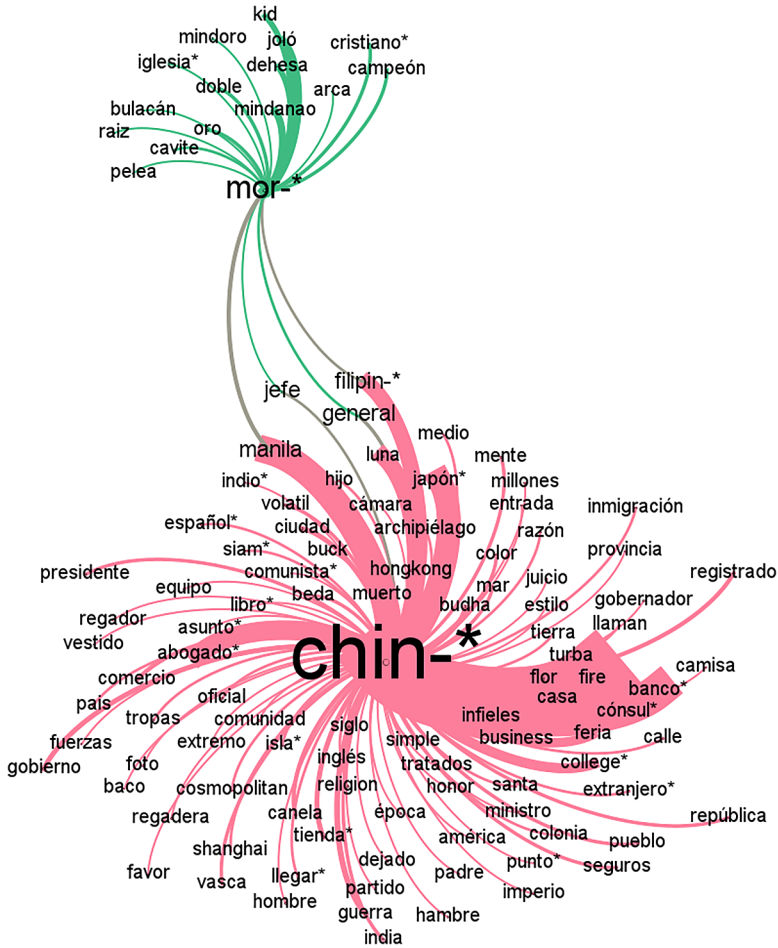 kid
mindoro
joló
cristiano*
iglesia*
dehesa
campeón
doble
arca
bulacán
mindanao
raiz
oro
cavite
pelea
mor-*
filipin-*
jefe
general
medio
manila
luna
mente
indio*
hijo
japón*
millones
volatil
cámara
entrada
inmigración
español*
ciudad
archipiélago
razón
siam*
buck
color
provincia
presidente
comunista*
hongkong
juicio
registrado
equipo
beda
muerto
mar
libro*
budha
estilo
gobernador
regador
asunto*
tierra
llamán
vestido
abogado*
chin-*
turba
camisa
comercio
flor
fire
banco*
pais
oficial
casa
cónsul*
tropas
comunidad
siglo
infieles
fuerzas
extremo
isla*
simple
business
feria
calle
gobierno
foto
inglés
tratados
college*
baco
cosmopolitan
religion
honor
santa
extranjero*
regadera
canela
época
ministro
república
shanghai
tienda*
américa
colonia
pueblo
favor
vasca
llegar*
dejado
padre
punto*
seguros
hombre
partido
imperio
guerra
hambre
india